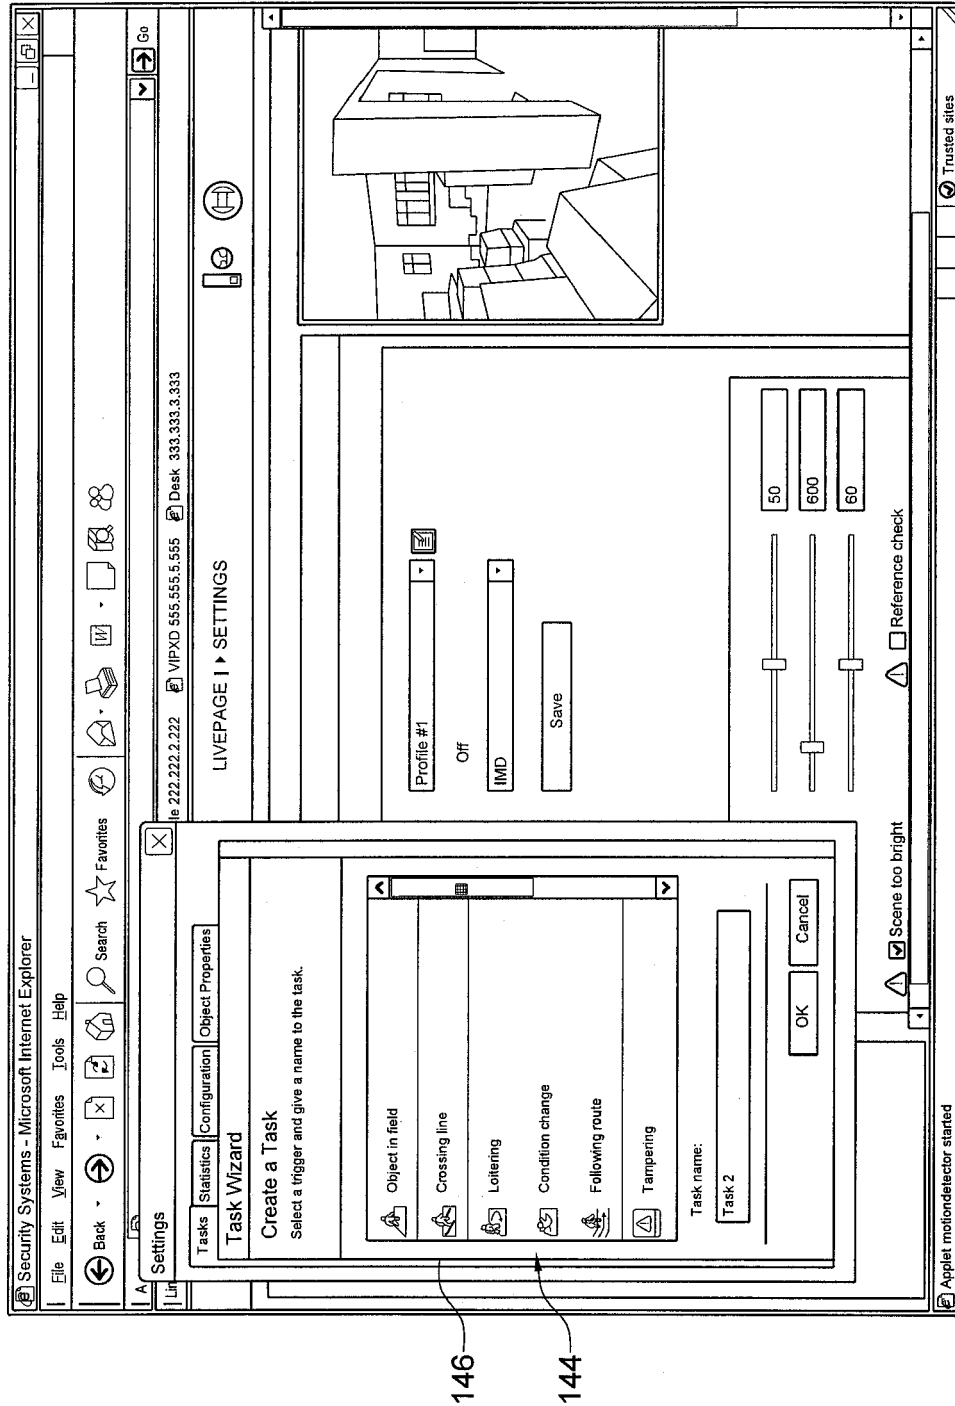 Security Systems – Microsoft Internet Explorer
File Edit View Favorites Tools Help
Back Search Favorites
A Go
Lin le 222.222.2.222 VIPXD 555.555.5.555 Desk 333.333.3.333
LIVEPAGE | ▸ SETTINGS
Settings
Tasks Statistics Configuration Object Properties
Task Wizard
Create a Task
Select a trigger and give a name to the task.
Object in field
Crossing line
Loitering
Condition change
Following route
Tampering
Task name:
Task 2
OK Cancel
Profile #1
Off
IMD
Save
50
600
60
Scene too bright Reference check
Applet motiondetector started Trusted sites
146
144